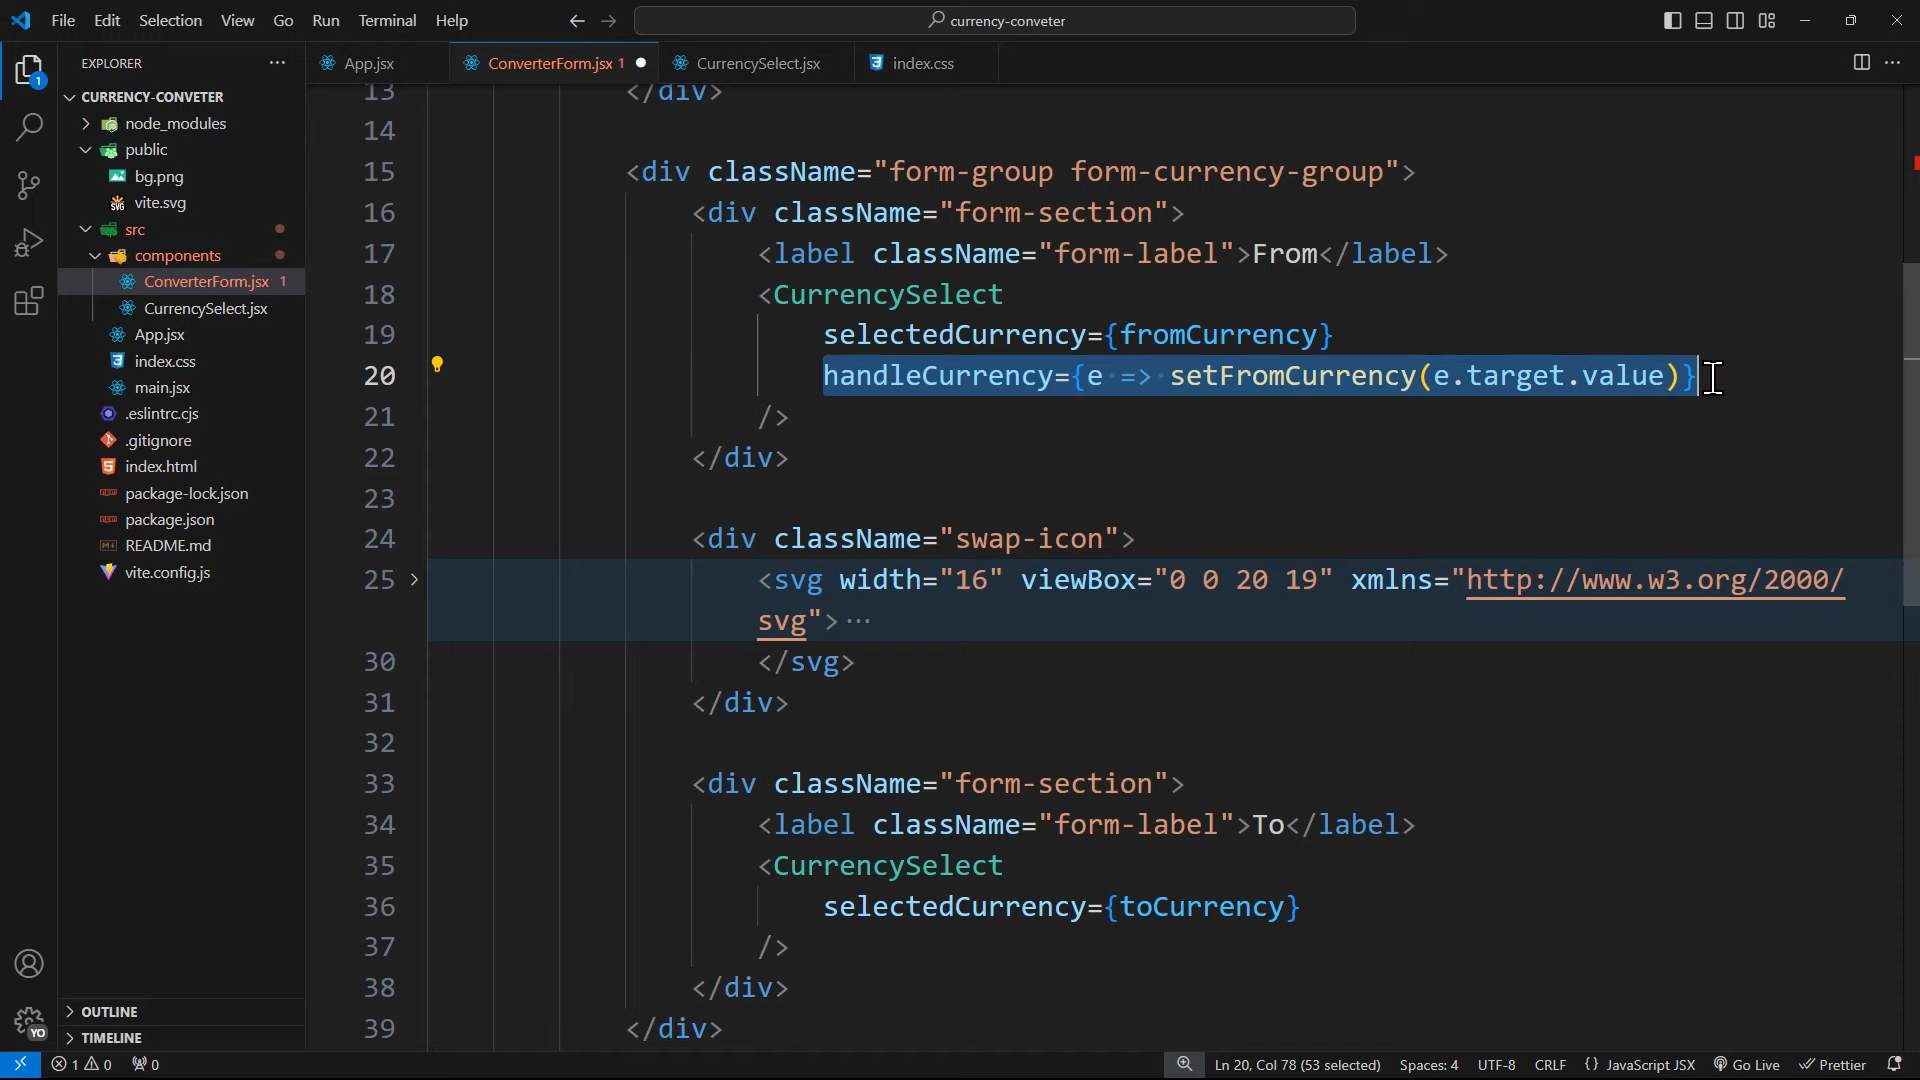 File Edit Selection View Go Run Terminal Help
currency-conveter
EXPLORER
App.jsx
ConverterForm.jsx 1
CurrencySelect.jsx
index.css
CURRENCY-CONVETER
node_modules
public
bg.png
vite.svg
src
components
ConverterForm.jsx 1
CurrencySelect.jsx
App.jsx
index.css
main.jsx
.eslintrc.cjs
.gitignore
index.html
package-lock.json
package.json
README.md
vite.config.js
OUTLINE
TIMELINE
1
YO
13 </div>
14
15 <div className="form-group form-currency-group">
16 <div className="form-section">
17 <label className="form-label">From</label>
18 <CurrencySelect
19 selectedCurrency={fromCurrency}
20 handleCurrency={e => setFromCurrency(e.target.value)}
21 />
22 </div>
23
24 <div className="swap-icon">
25 <svg width="16" viewBox="0 0 20 19" xmlns="http://www.w3.org/2000/
svg">···
30 </svg>
31 </div>
32
33 <div className="form-section">
34 <label className="form-label">To</label>
35 <CurrencySelect
36 selectedCurrency={toCurrency}
37 />
38 </div>
39 </div>
1 0 0 Ln 20, Col 78 (53 selected) Spaces: 4 UTF-8 CRLF {} JavaScript JSX Go Live Prettier